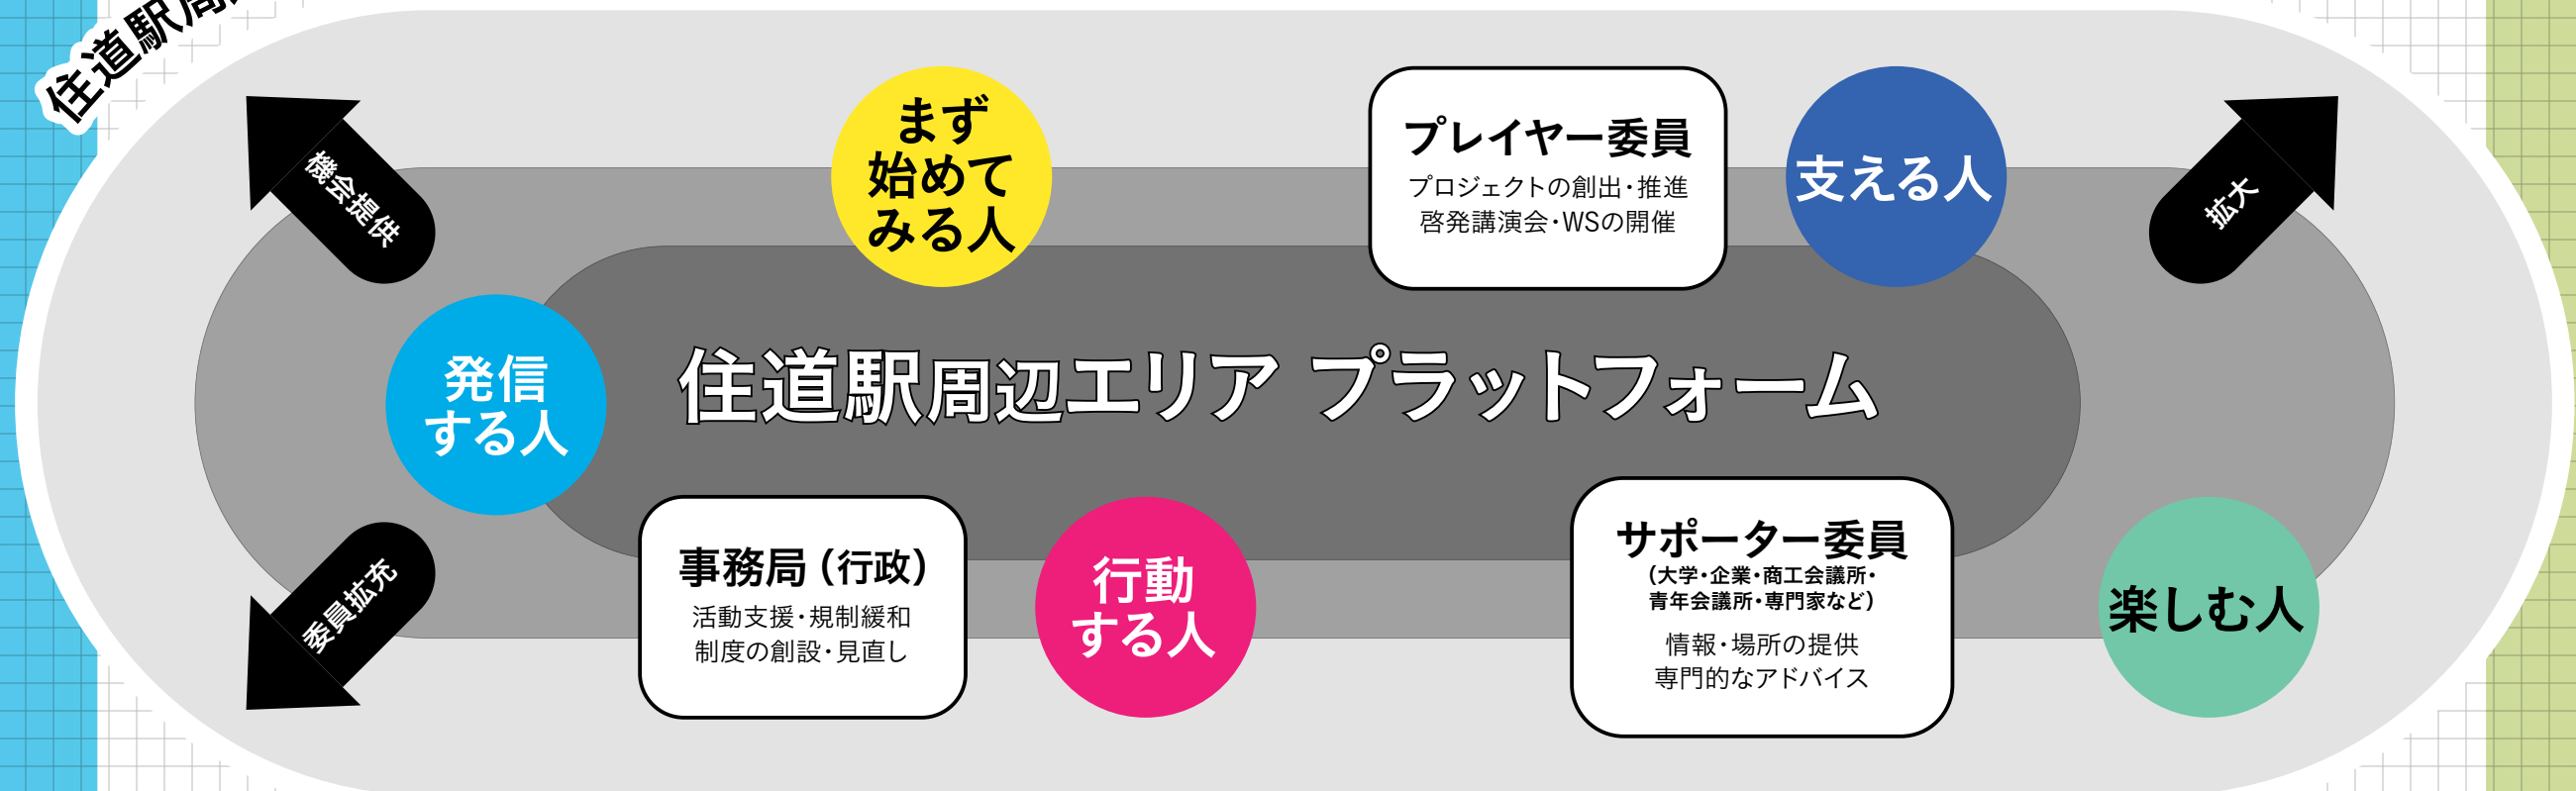 住道駅周
機会提供
まず
始めて
みる人
プレイヤー委員
プロジェクトの創出・推進
啓発講演会・WSの開催
支える人
拡大
発信
する人
住道駅周辺エリア プラットフォーム
委員拡充
事務局（行政）
活動支援・規制緩和
制度の創設・見直し
行動
する人
サポーター委員
（大学・企業・商工会議所・
青年会議所・専門家など）
情報・場所の提供
専門的なアドバイス
楽しむ人